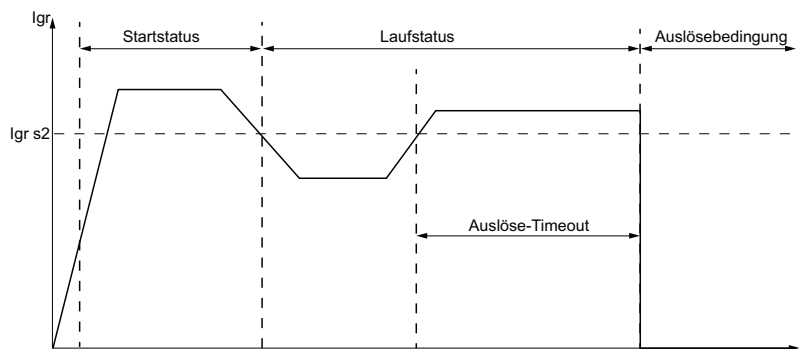 Igr
Startstatus
Laufstatus
Auslösebedingung
Igr s2
Auslöse-Timeout